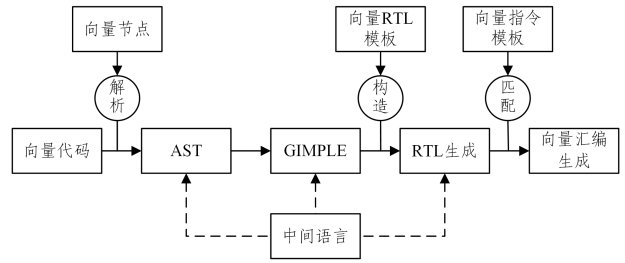 向量节点
向量RTL
模板
向量指令
模板
解
析
构
造
匹
配
向量代码
AST
GIMPLE
RTL生成
向量汇编
生成
中间语言